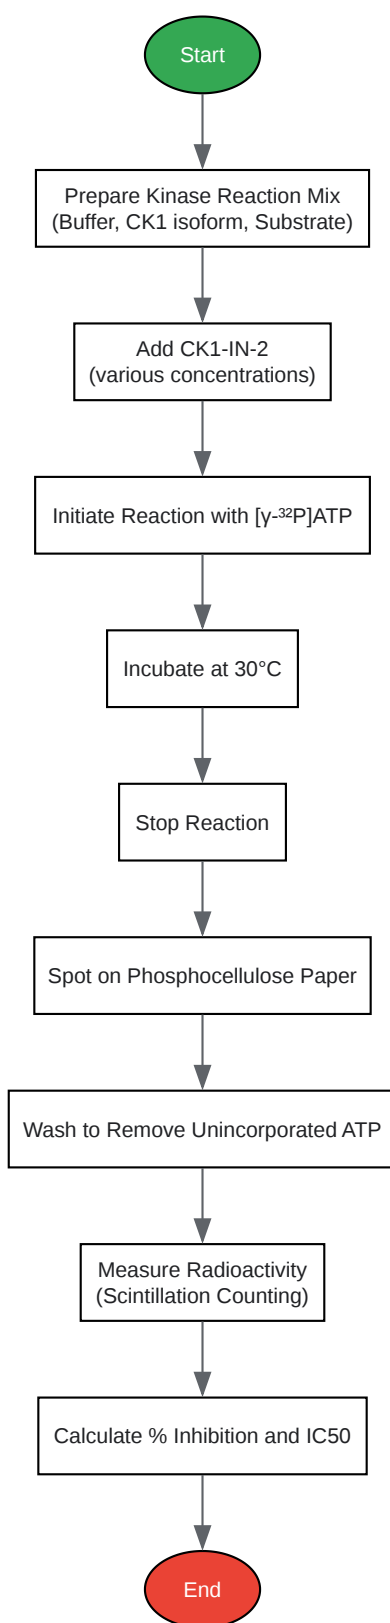 Start
Prepare Kinase Reaction Mix
(Buffer, CK1 isoform, Substrate)
Add CK1-IN-2
(various concentrations)
Initiate Reaction with [γ-³²P]ATP
Incubate at 30°C
Stop Reaction
Spot on Phosphocellulose Paper
Wash to Remove Unincorporated ATP
Measure Radioactivity
(Scintillation Counting)
Calculate % Inhibition and IC50
End